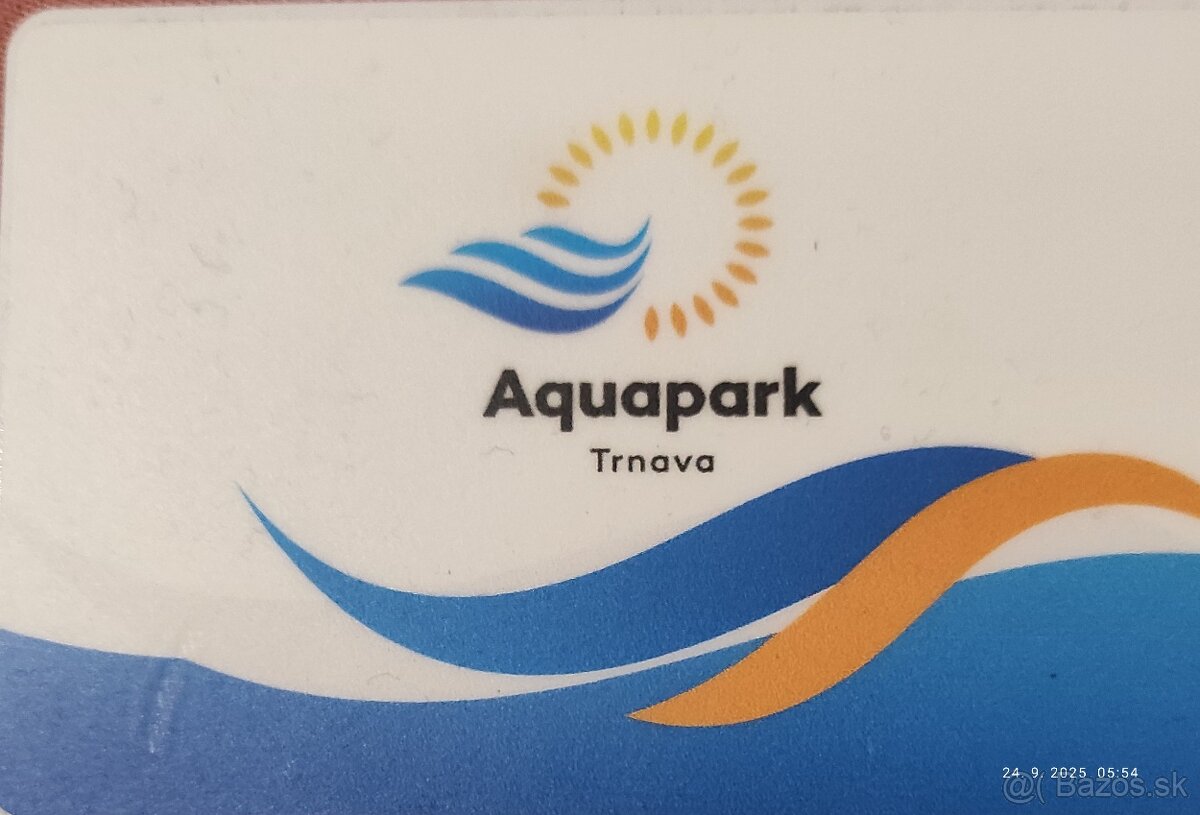 Aquapark
Trnava
24. 9. 2025 05:54
@( Bazos.sk